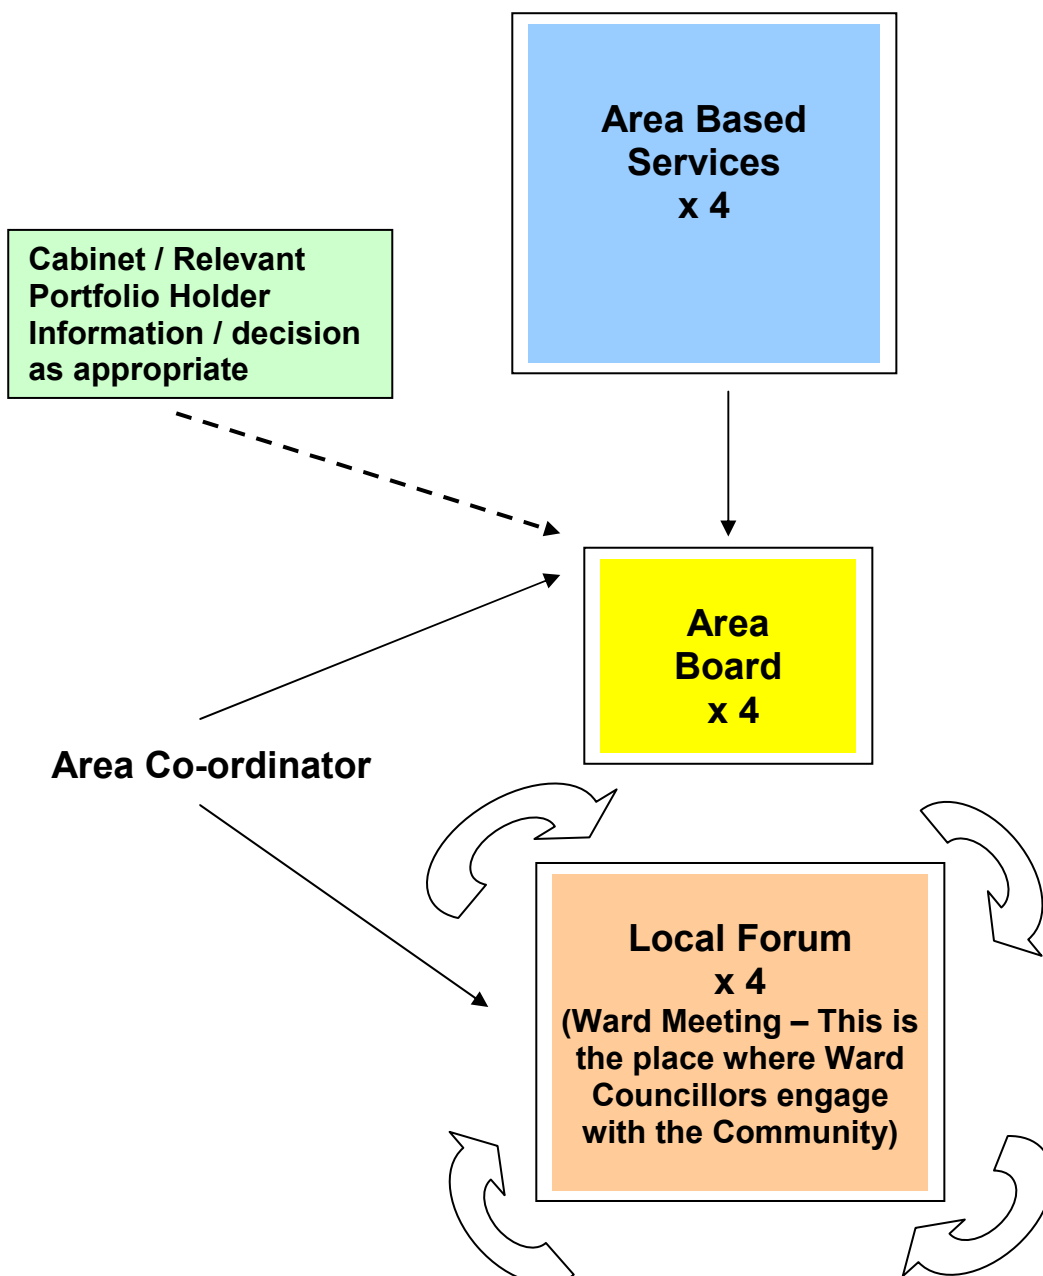 Area Based
Services
x 4
Cabinet / Relevant
Portfolio Holder
Information / decision
as appropriate
Area
Board
x 4
Area Co-ordinator
Local Forum
x 4
(Ward Meeting – This is
the place where Ward
Councillors engage
with the Community)